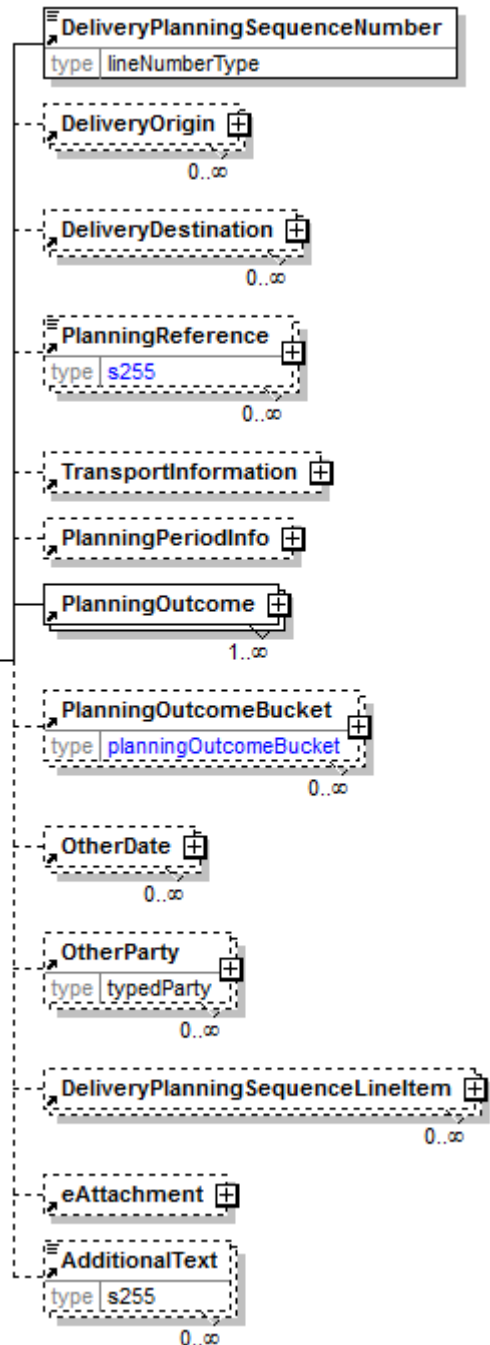 DeliveryPlanningSequenceNumber
type lineNumberType
DeliveryOrigin
0..∞
DeliveryDestination
0..∞
PlanningReference
type s255
0..∞
TransportInformation
PlanningPeriodInfo
PlanningOutcome
1..∞
PlanningOutcomeBucket
type planningOutcomeBucket
0..∞
OtherDate
0..∞
OtherParty
type typedParty
0..∞
DeliveryPlanningSequenceLineItem
0..∞
eAttachment
AdditionalText
type s255
0..∞